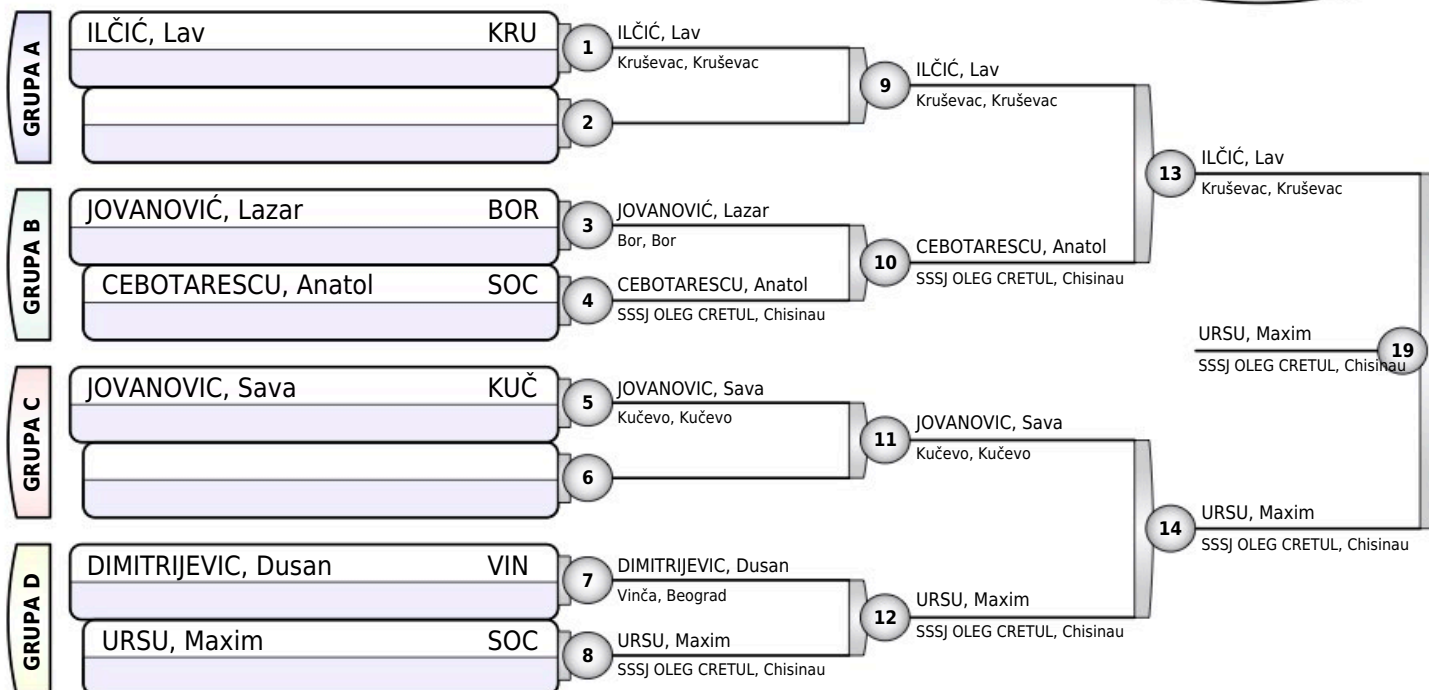 GRUPA A
ILČIĆ, Lav KRU
1
2
ILČIĆ, Lav
Kruševac, Kruševac
9
ILČIĆ, Lav
Kruševac, Kruševac
GRUPA B
JOVANOVIĆ, Lazar BOR
CEBOTARESCU, Anatol SOC
3
JOVANOVIĆ, Lazar
Bor, Bor
4
CEBOTARESCU, Anatol
SSSJ OLEG CRETUL, Chisinau
10
CEBOTARESCU, Anatol
SSSJ OLEG CRETUL, Chisinau
13
ILČIĆ, Lav
Kruševac, Kruševac
GRUPA C
JOVANOVIC, Sava KUČ
5
JOVANOVIC, Sava
Kučevo, Kučevo
6
11
JOVANOVIC, Sava
Kučevo, Kučevo
GRUPA D
DIMITRIJEVIC, Dusan VIN
URSU, Maxim SOC
7
DIMITRIJEVIC, Dusan
Vinča, Beograd
8
URSU, Maxim
SSSJ OLEG CRETUL, Chisinau
12
URSU, Maxim
SSSJ OLEG CRETUL, Chisinau
14
URSU, Maxim
SSSJ OLEG CRETUL, Chisinau
URSU, Maxim
SSSJ OLEG CRETUL, Chisinau
19